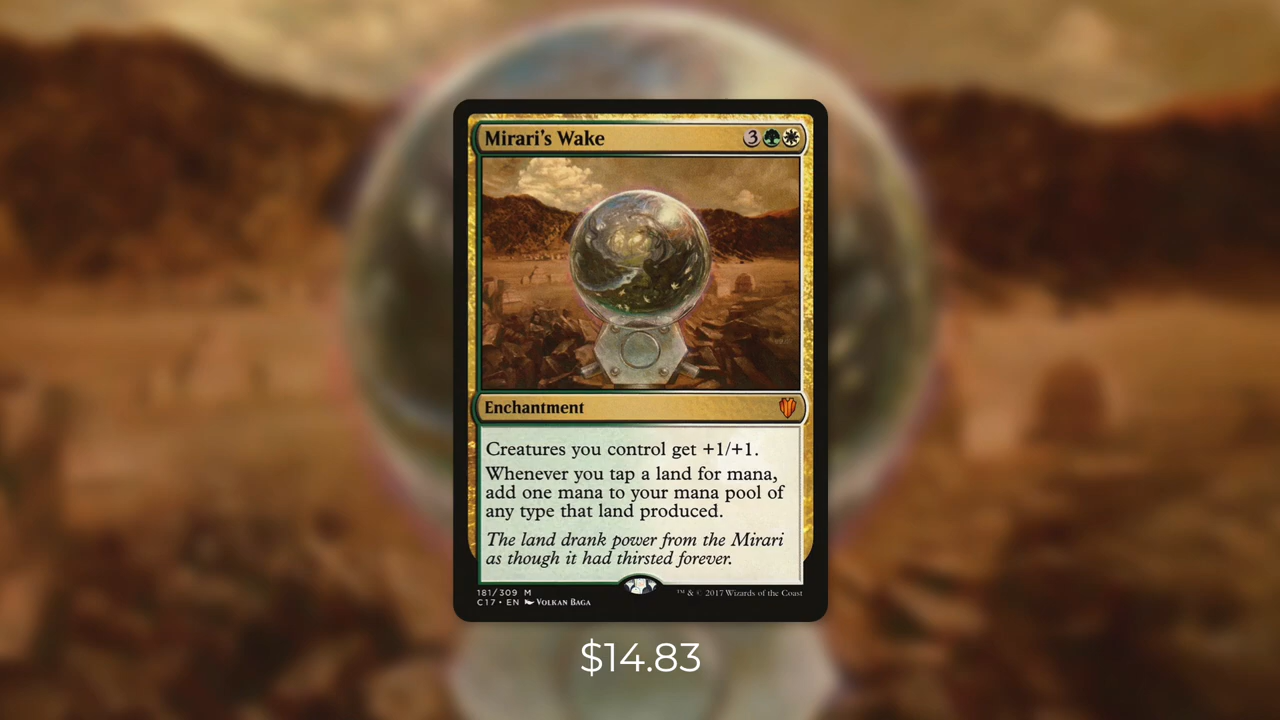 Mirari's Wake 3
Enchantment
Creatures you control get +1/+1.
Whenever you tap a land for mana,
add one mana to your mana pool of
any type that land produced.
The land drank power from the Mirari
as though it had thirsted forever.
181/309 M
C17 • EN VOLKAN BAGA
™ & © 2017 Wizards of the Coast
$14.83